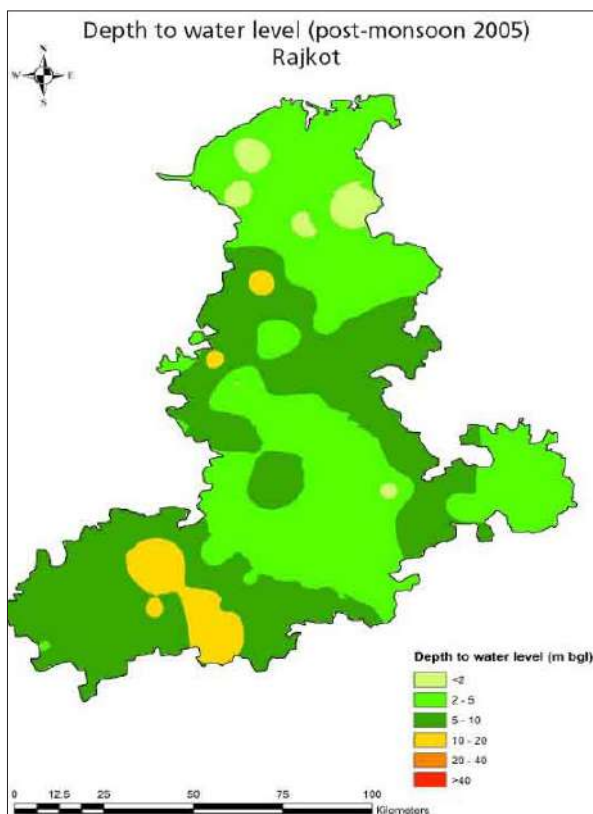 Depth to water level (post-monsoon 2005)
Rajkot
N
W E
S
Depth to water level (m bgl)
<2
2 - 5
5 - 10
10 - 20
20 - 40
>40
0 12.5 25 50 75 100
Kilometers